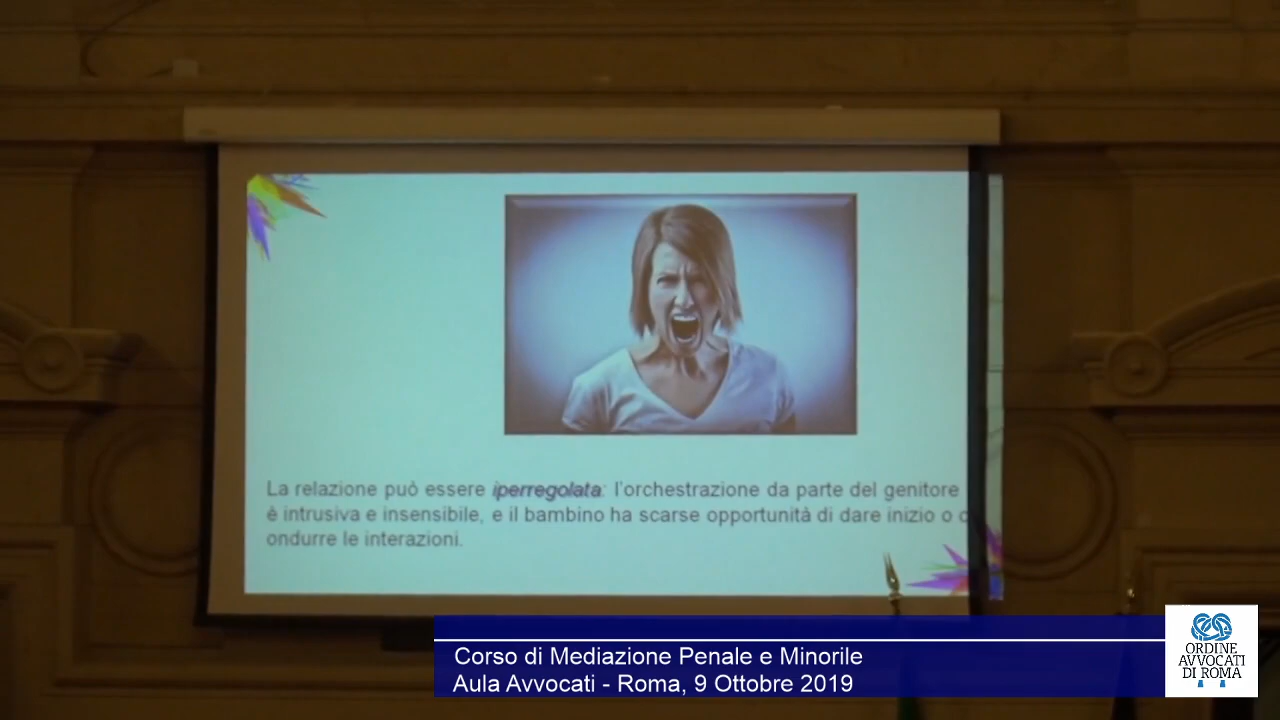 La relazione può essere iperregolata: l'orchestrazione da parte del genitore
è intrusiva e insensibile, e il bambino ha scarse opportunità di dare inizio o c
ondurre le interazioni.
Corso di Mediazione Penale e Minorile
Aula Avvocati - Roma, 9 Ottobre 2019
ORDINE
AVVOCATI
DI ROMA